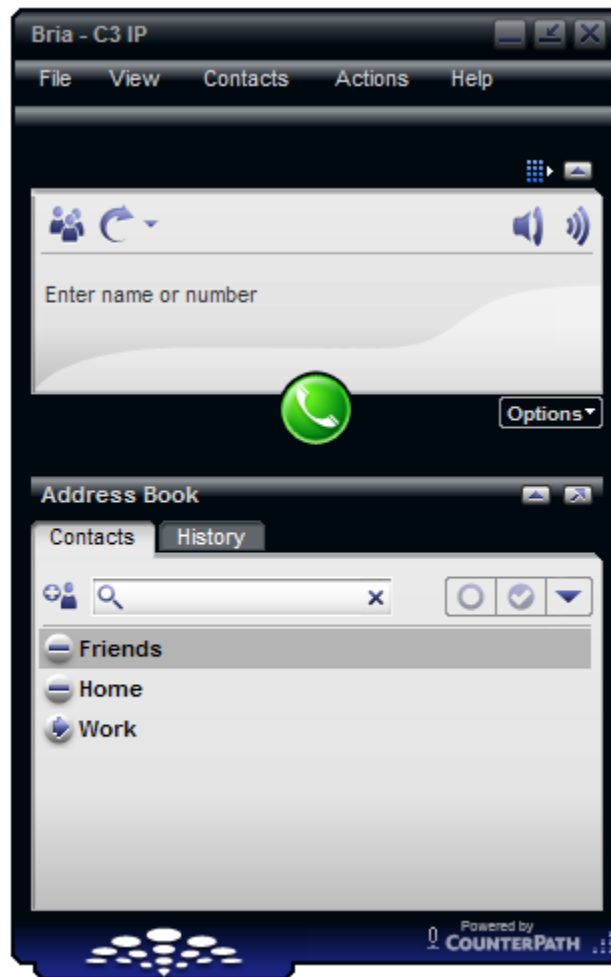 Bria - C3 IP
File View Contacts Actions Help
Enter name or number
Options
Address Book
Contacts History
Friends
Home
Work
Powered by
COUNTERPATH